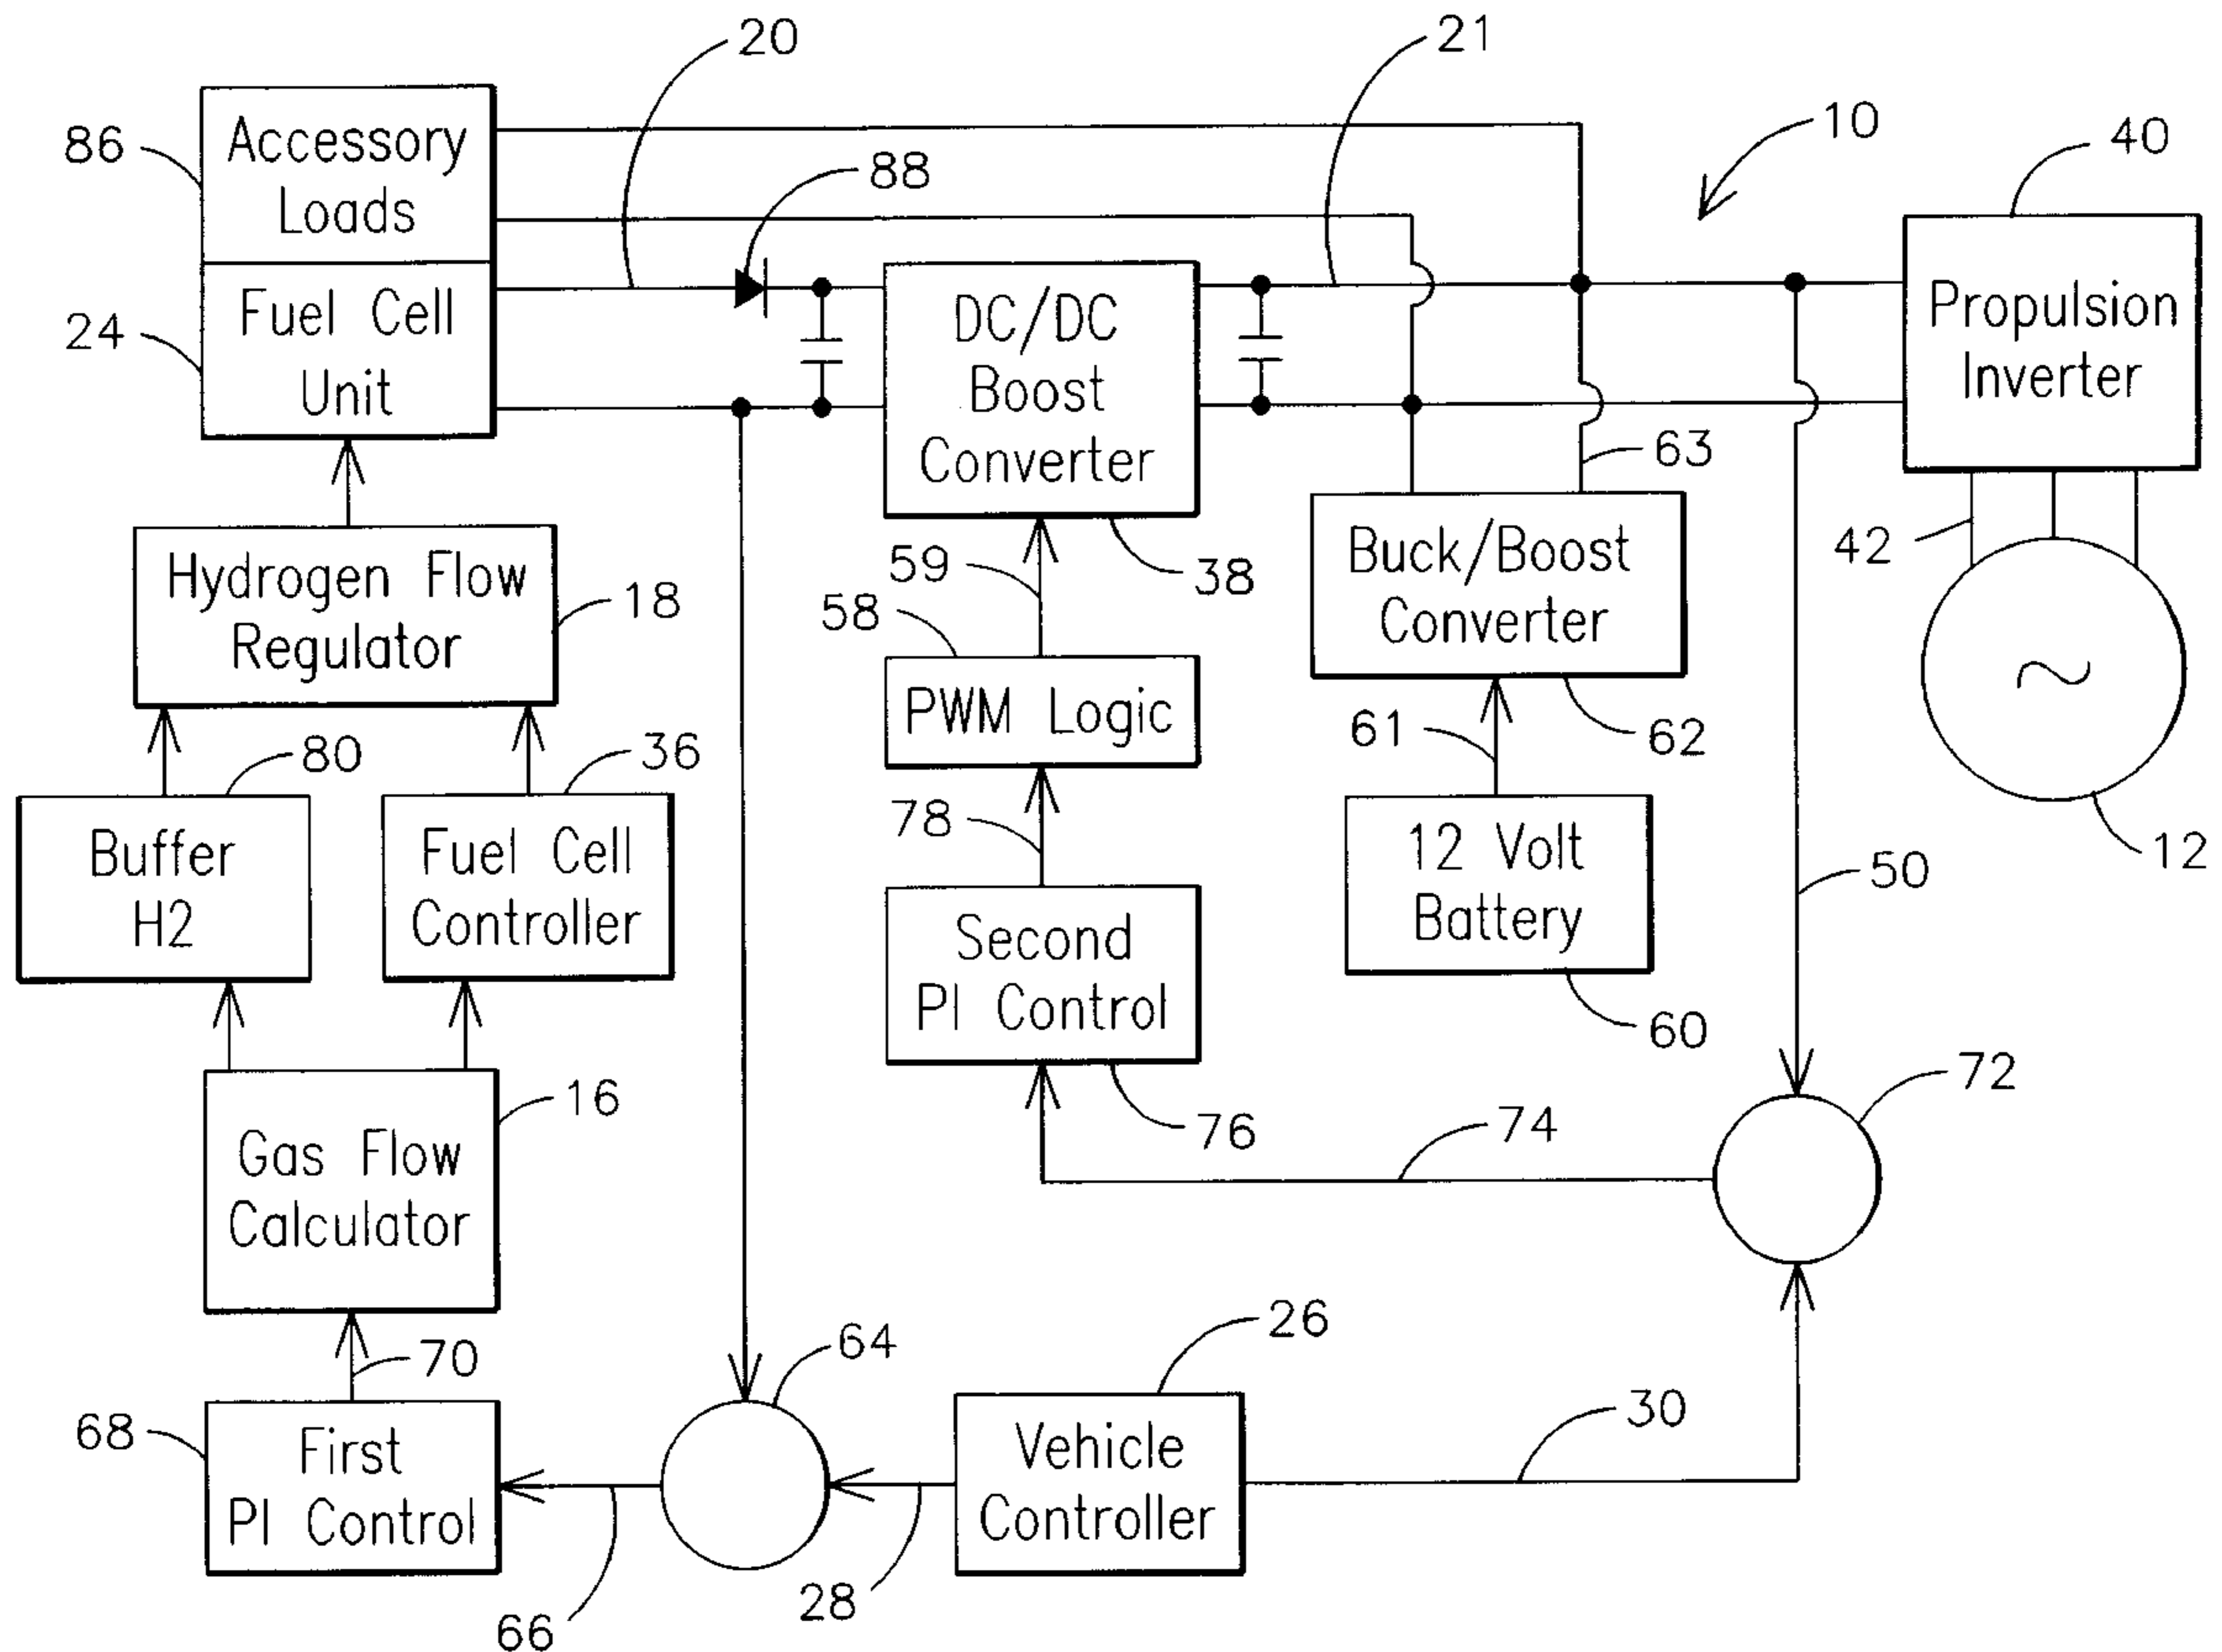 20
21
10
86
Accessory
Loads
88
40
24
Fuel Cell
Unit
DC/DC
Boost
Converter
Propulsion
Inverter
63
42
Hydrogen Flow
Regulator
18
59
38
58
Buck/Boost
Converter
PWM Logic
61
62
80
36
12
Buffer
H2
Fuel Cell
Controller
78
12 Volt
Battery
50
Second
PI Control
60
16
76
74
72
Gas Flow
Calculator
70
64
26
30
68
First
PI Control
Vehicle
Controller
66
28